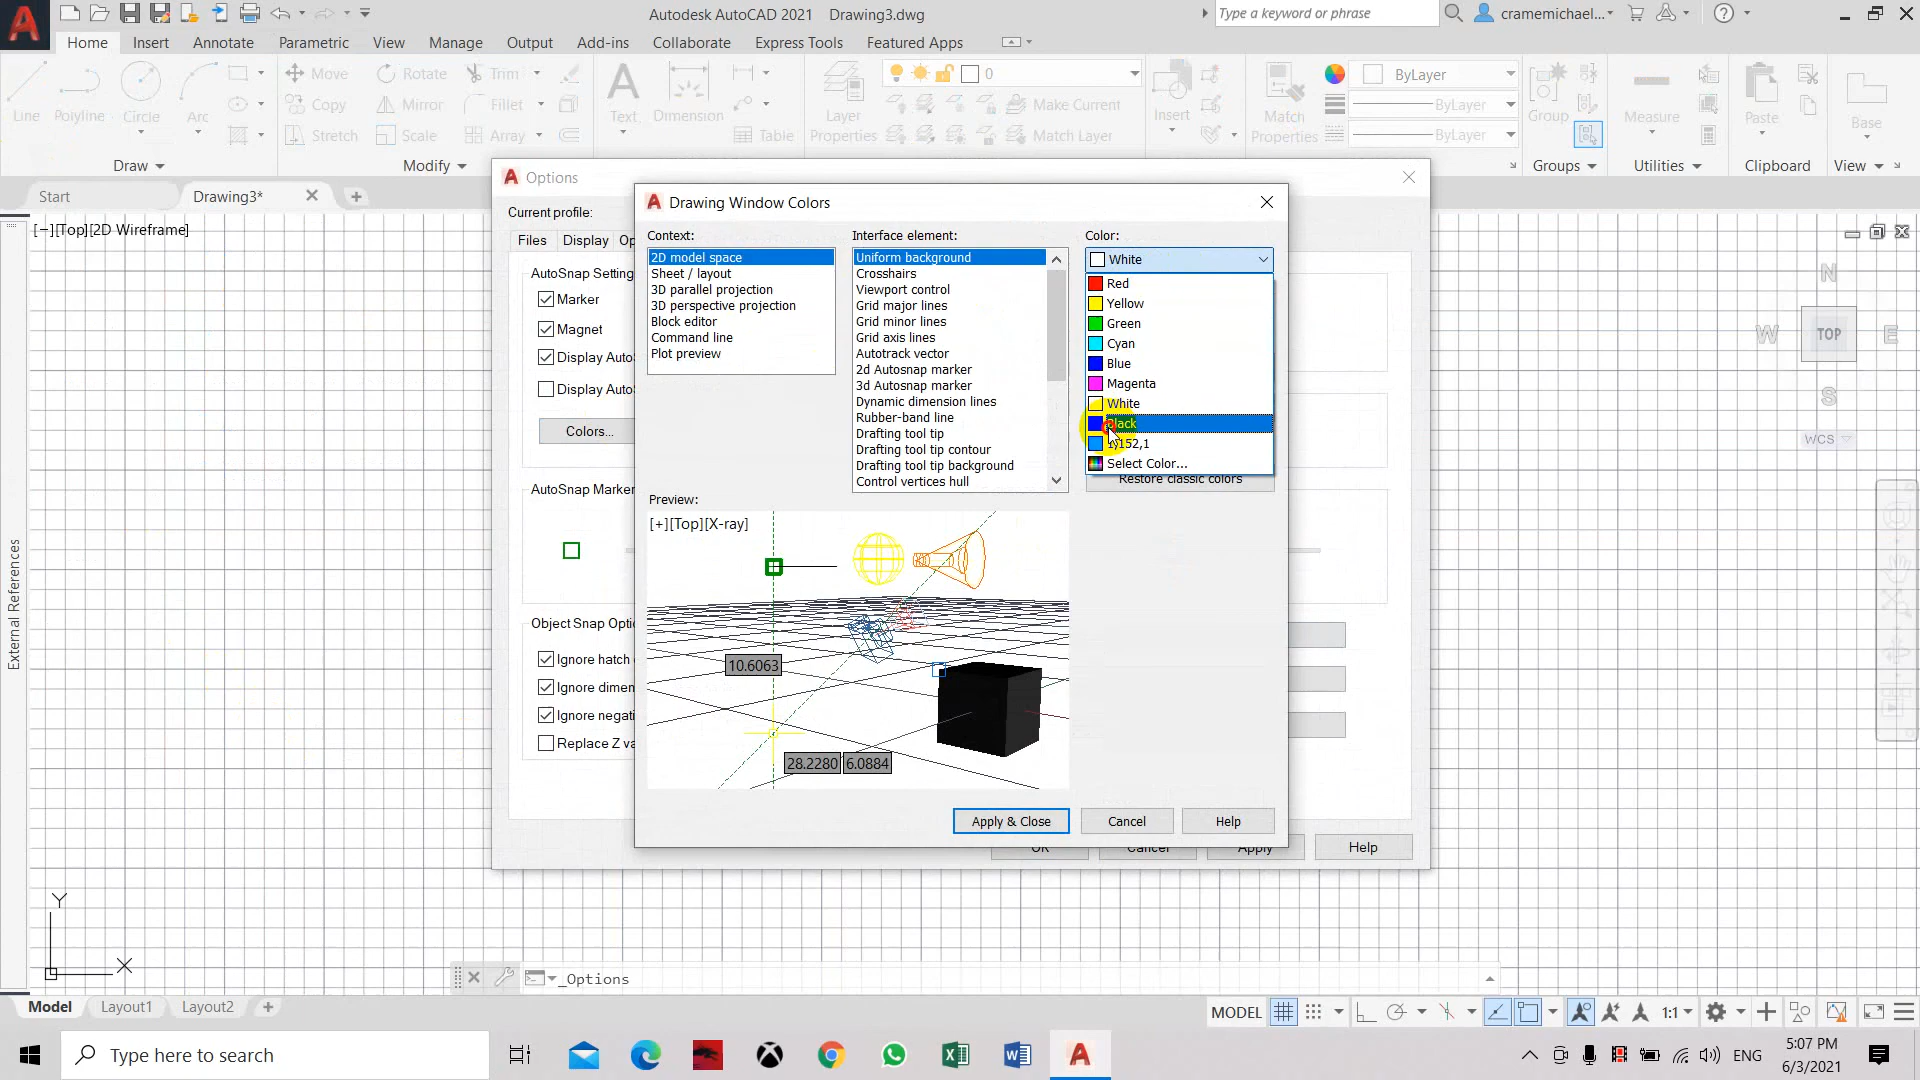 Autodesk AutoCAD 2021 Drawing3.dwg
Type a keyword or phrase
cramemichael...
Home Insert Annotate Parametric View Manage Output Add-ins Collaborate Express Tools Featured Apps
Line Polyline Circle Arc
Move Rotate Trim
Copy Mirror Fillet
Stretch Scale Array
Text Dimension
Table
Layer
Properties
0
Make Current
Match Layer
Insert
Match
Properties
ByLayer
ByLayer
ByLayer
Group
Measure
Paste
Base
Draw Modify Groups Utilities Clipboard View
Start Drawing3*
[−][Top][2D Wireframe]
External References
Options
Current profile:
Files Display Op
AutoSnap Setting
Marker
Magnet
Display Auto
Display Auto
Colors...
AutoSnap Marker
Object Snap Optio
Ignore hatch
Ignore dimen
Ignore negati
Replace Z va
OK Cancel Apply Help
Drawing Window Colors
Context:
2D model space
Sheet / layout
3D parallel projection
3D perspective projection
Block editor
Command line
Plot preview
Interface element:
Uniform background
Crosshairs
Viewport control
Grid major lines
Grid minor lines
Grid axis lines
Autotrack vector
2d Autosnap marker
3d Autosnap marker
Dynamic dimension lines
Rubber-band line
Drafting tool tip
Drafting tool tip contour
Drafting tool tip background
Control vertices hull
Color:
White
Red
Yellow
Green
Cyan
Blue
Magenta
White
Black
1,152,1
Select Color...
Restore classic colors
Preview:
[+][Top][X-ray]
10.6063
28.2280 6.0884
Apply & Close Cancel Help
N
W TOP E
S
WCS
Y
X
_Options
Model Layout1 Layout2
MODEL
1:1
Type here to search
ENG
5:07 PM
6/3/2021